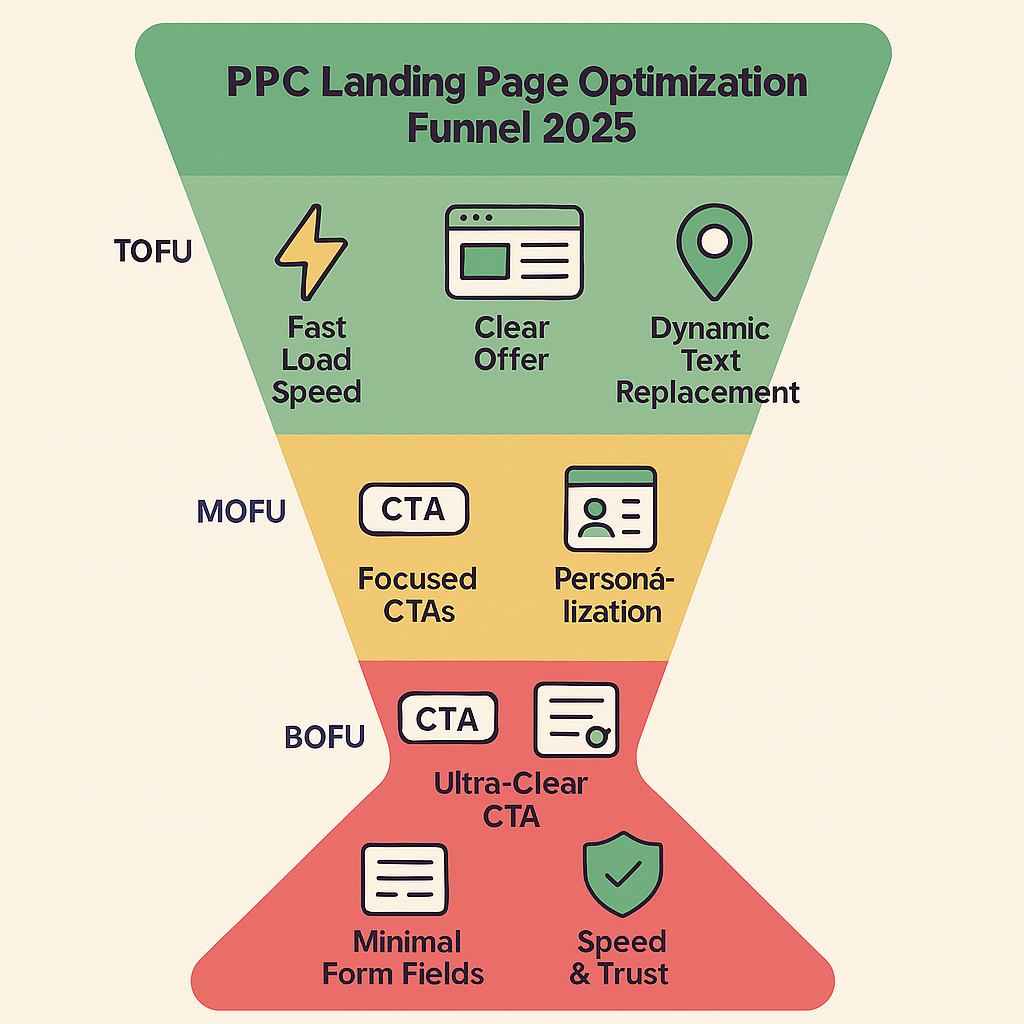 PPC Landing Page Optimization
Funnel 2025
TOFU
Fast
Load
Speed
Clear
Offer
Dynamic
Text
Replacement
MOFU
CTA
Focused
CTAs
Personá-
lization
BOFU
CTA
Ultra-Clear
CTA
Minimal
Form Fields
Speed
& Trust